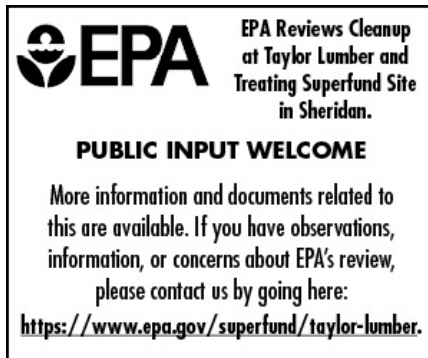 EPA
EPA Reviews Cleanup
at Taylor Lumber and
Treating Superfund Site
in Sheridan.
PUBLIC INPUT WELCOME
More information and documents related to
this are available. If you have observations,
information, or concerns about EPA's review,
please contact us by going here:
https://www.epa.gov/superfund/taylor-lumber.